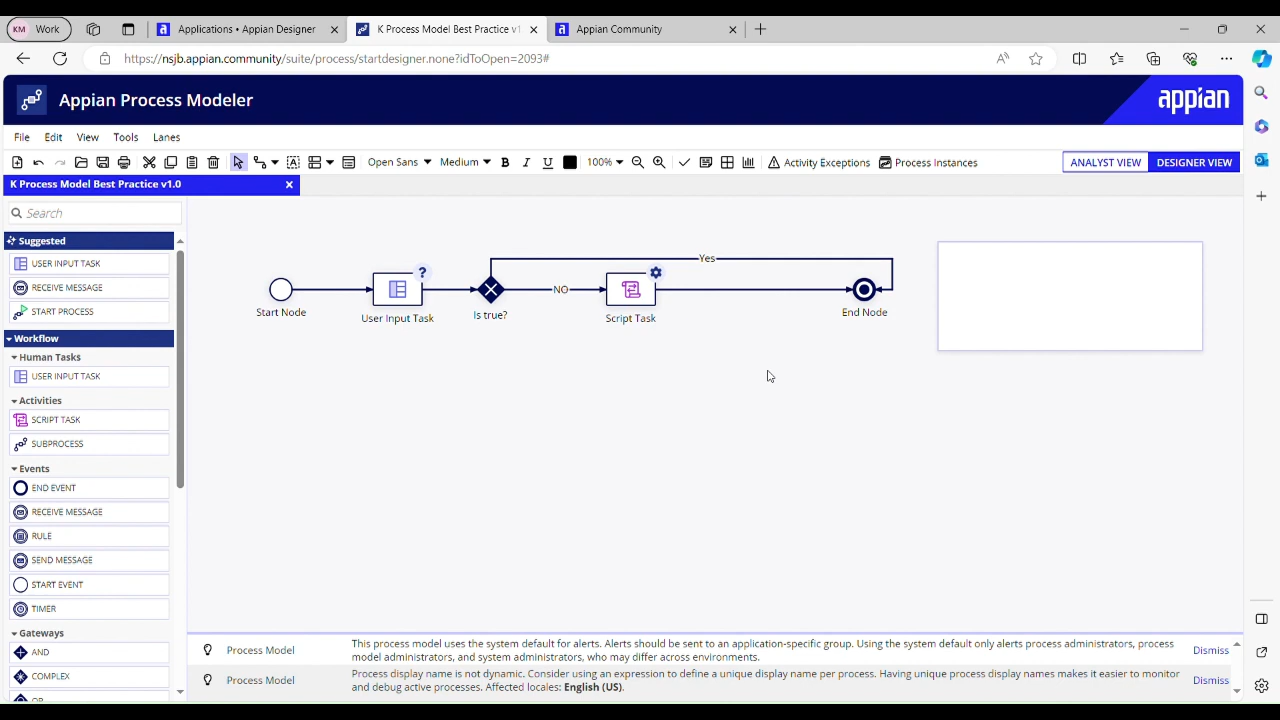 KM Work
Applications • Appian Designer
K Process Model Best Practice v1
Appian Community
https://nsjb.appian.community/suite/process/startdesigner.none?idToOpen=2093#
Appian Process Modeler
appian
File Edit View Tools Lanes
Open Sans Medium B I U 100% Activity Exceptions Process Instances ANALYST VIEW DESIGNER VIEW
K Process Model Best Practice v1.0
Search
Suggested
USER INPUT TASK
RECEIVE MESSAGE
START PROCESS
Workflow
Human Tasks
USER INPUT TASK
Activities
SCRIPT TASK
SUBPROCESS
Events
END EVENT
RECEIVE MESSAGE
RULE
SEND MESSAGE
START EVENT
TIMER
Gateways
AND
COMPLEX
OR
Yes
?
NO
Start Node
User Input Task
Is true?
Script Task
End Node
Process Model
This process model uses the system default for alerts. Alerts should be sent to an application-specific group. Using the system default only alerts process administrators, process
model administrators, and system administrators, who may differ across environments.
Dismiss
Process Model
Process display name is not dynamic. Consider using an expression to define a unique display name per process. Having unique process display names makes it easier to monitor
and debug active processes. Affected locales: English (US).
Dismiss